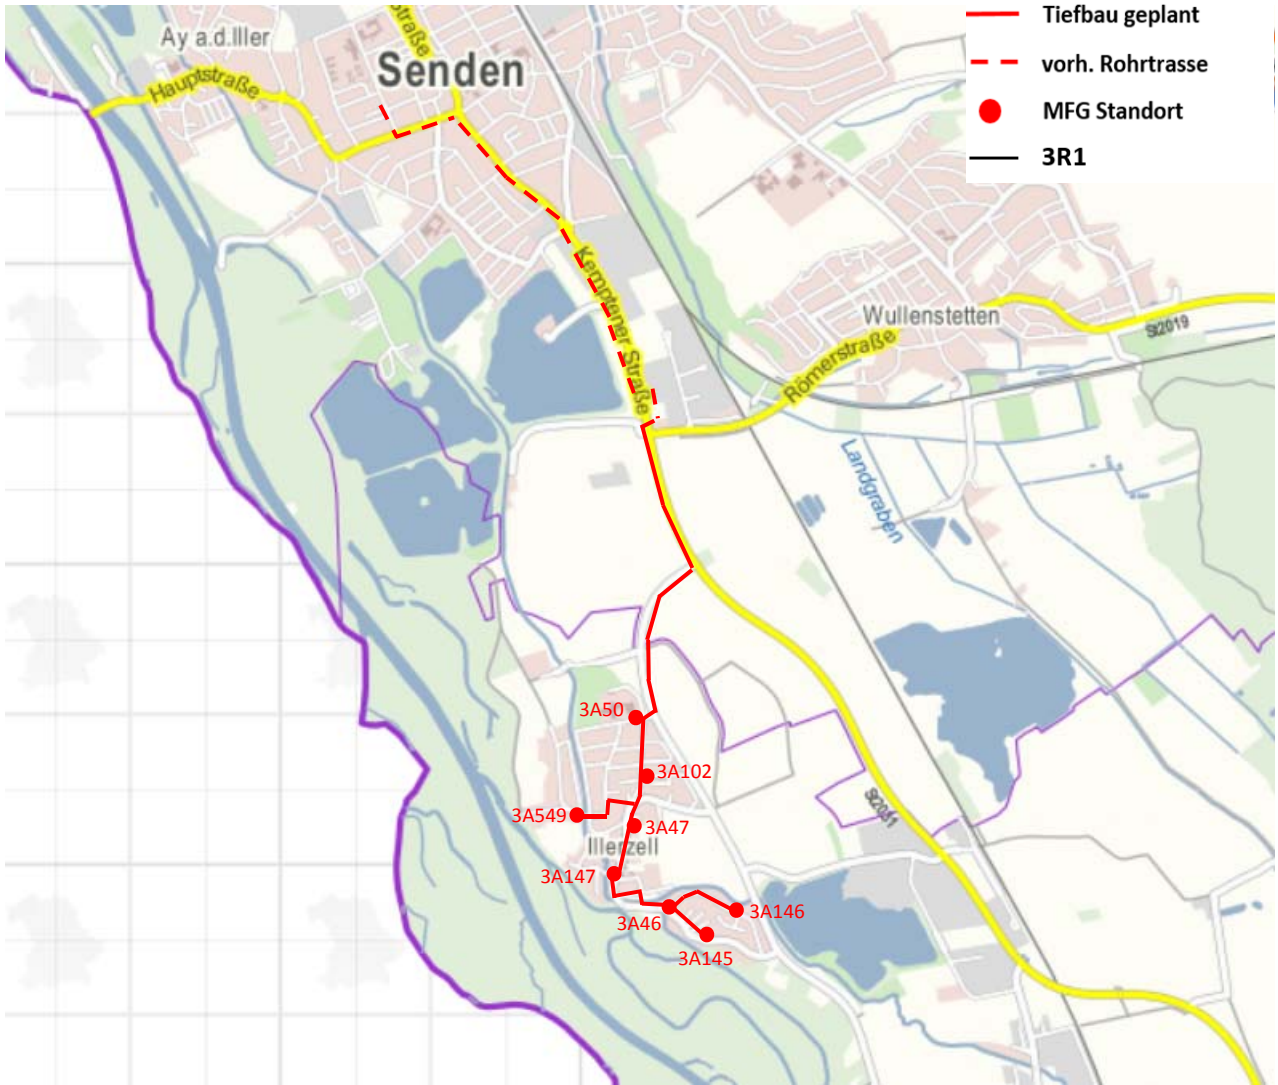 Straße
Tiefbau geplant
Ay a.d.Iller
Senden
vorh. Rohrtrasse
Hauptstraße
MFG Standort
3R1
Kemptener Straße
Wullenstetten
St2019
Römerstraße
Landgraben
3A50
3A102
3A549
3A47
St2031
Illerzell
3A147
3A146
3A46
3A145